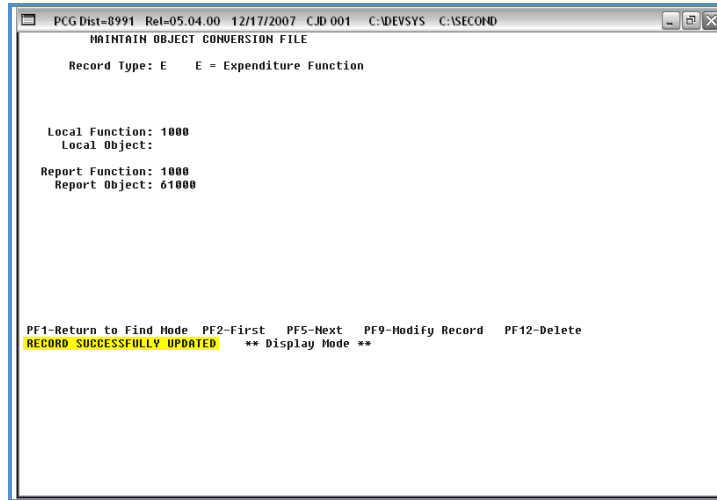 PCG Dist=8991 Rel=05.04.00 12/17/2007 CJD 001 C:\DEVSYS C:\SECOND
MAINTAIN OBJECT CONVERSION FILE
Record Type: E E = Expenditure Function
Local Function: 1000
Local Object:
Report Function: 1000
Report Object: 61000
PF1-Return to Find Mode PF2-First PF5-Next PF9-Modify Record PF12-Delete
RECORD SUCCESSFULLY UPDATED ** Display Mode **